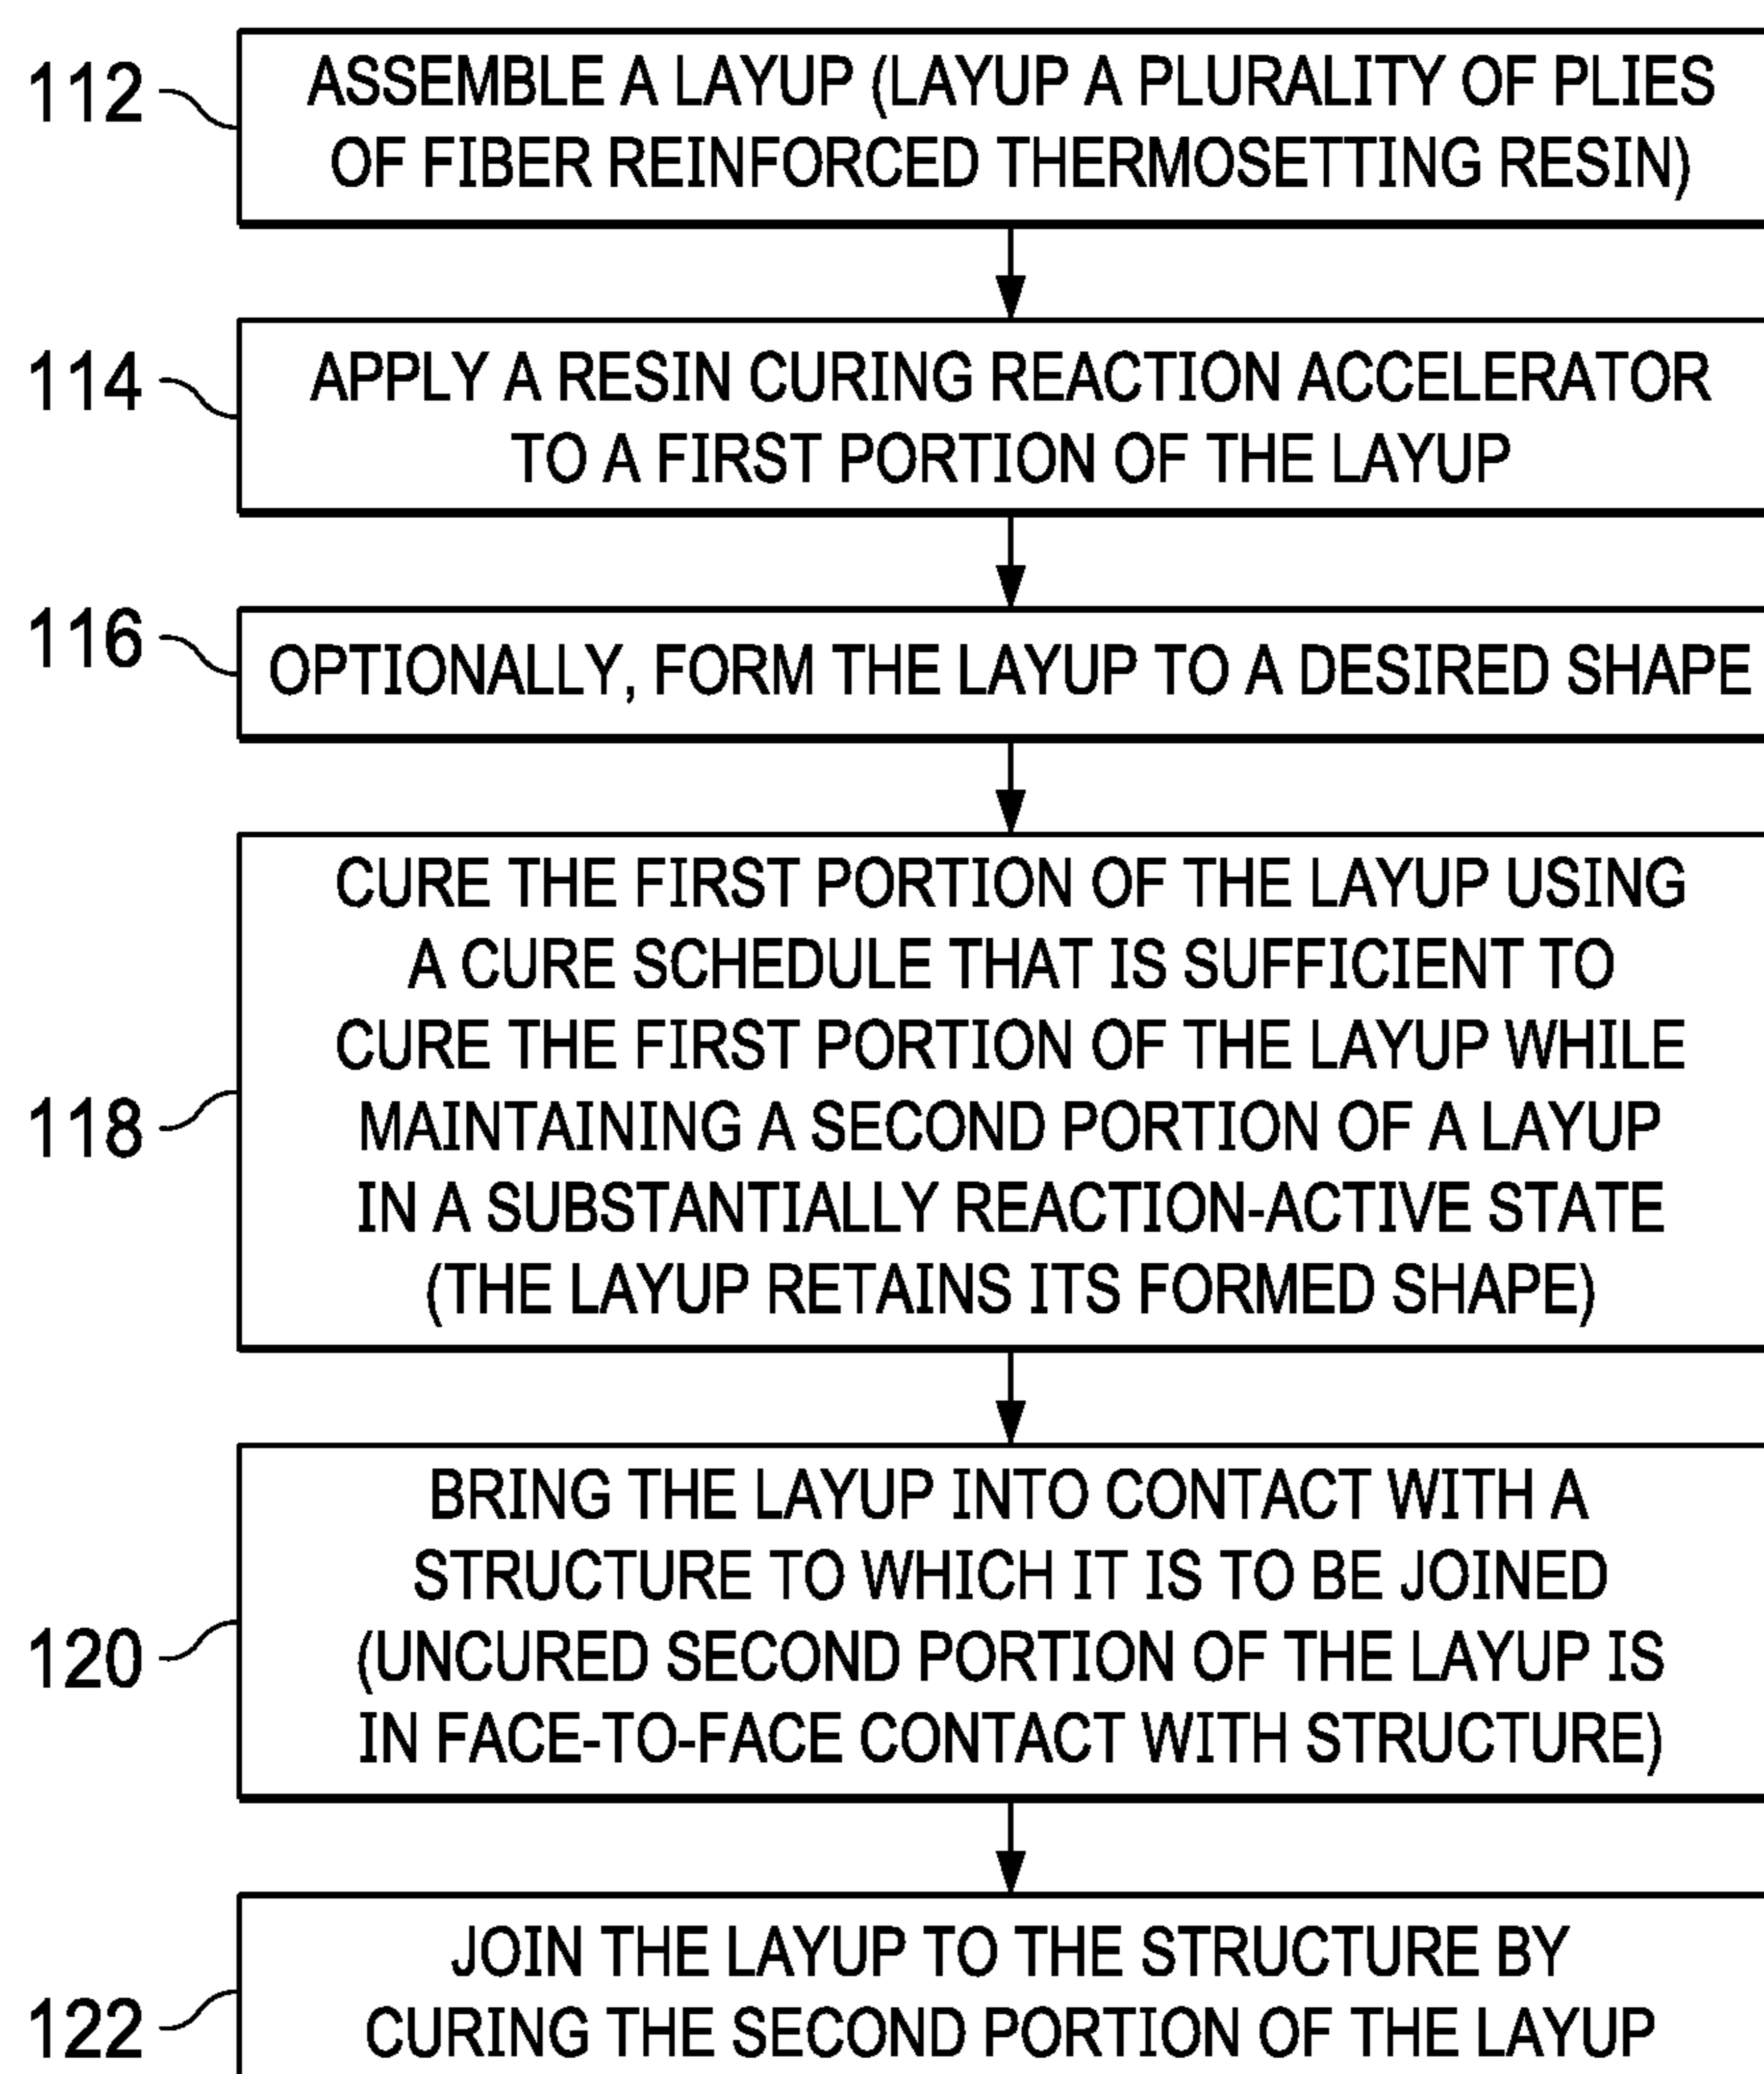 112
ASSEMBLE A LAYUP (LAYUP A PLURALITY OF PLIES
OF FIBER REINFORCED THERMOSETTING RESIN)
114
APPLY A RESIN CURING REACTION ACCELERATOR
TO A FIRST PORTION OF THE LAYUP
116
OPTIONALLY, FORM THE LAYUP TO A DESIRED SHAPE
118
CURE THE FIRST PORTION OF THE LAYUP USING
A CURE SCHEDULE THAT IS SUFFICIENT TO
CURE THE FIRST PORTION OF THE LAYUP WHILE
MAINTAINING A SECOND PORTION OF A LAYUP
IN A SUBSTANTIALLY REACTION-ACTIVE STATE
(THE LAYUP RETAINS ITS FORMED SHAPE)
120
BRING THE LAYUP INTO CONTACT WITH A
STRUCTURE TO WHICH IT IS TO BE JOINED
(UNCURED SECOND PORTION OF THE LAYUP IS
IN FACE-TO-FACE CONTACT WITH STRUCTURE)
122
JOIN THE LAYUP TO THE STRUCTURE BY
CURING THE SECOND PORTION OF THE LAYUP